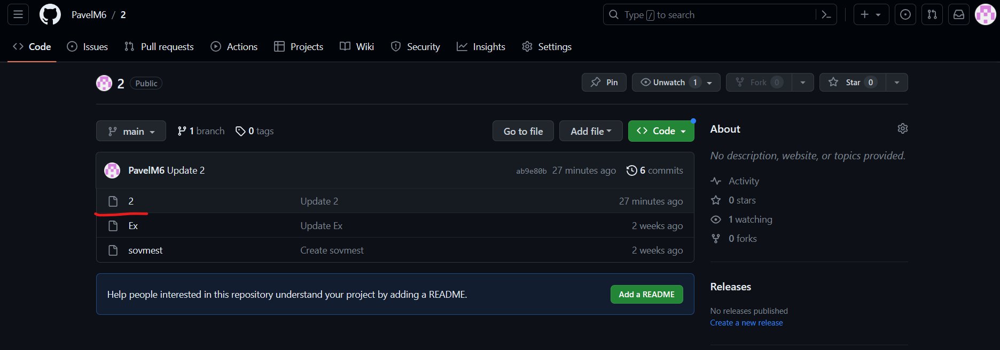 PavelM6 / 2
Type / to search
Code Issues Pull requests Actions Projects Wiki Security Insights Settings
2 Public
Pin Unwatch 1 Fork 0 Star 0
main 1 branch 0 tags Go to file Add file Code
PavelM6 Update 2 ab9e80b 27 minutes ago 6 commits
2 Update 2 27 minutes ago
Ex Update Ex 2 weeks ago
sovmest Create sovmest 2 weeks ago
Help people interested in this repository understand your project by adding a README. Add a README
About
No description, website, or topics provided.
Activity
0 stars
1 watching
0 forks
Releases
No releases published
Create a new release